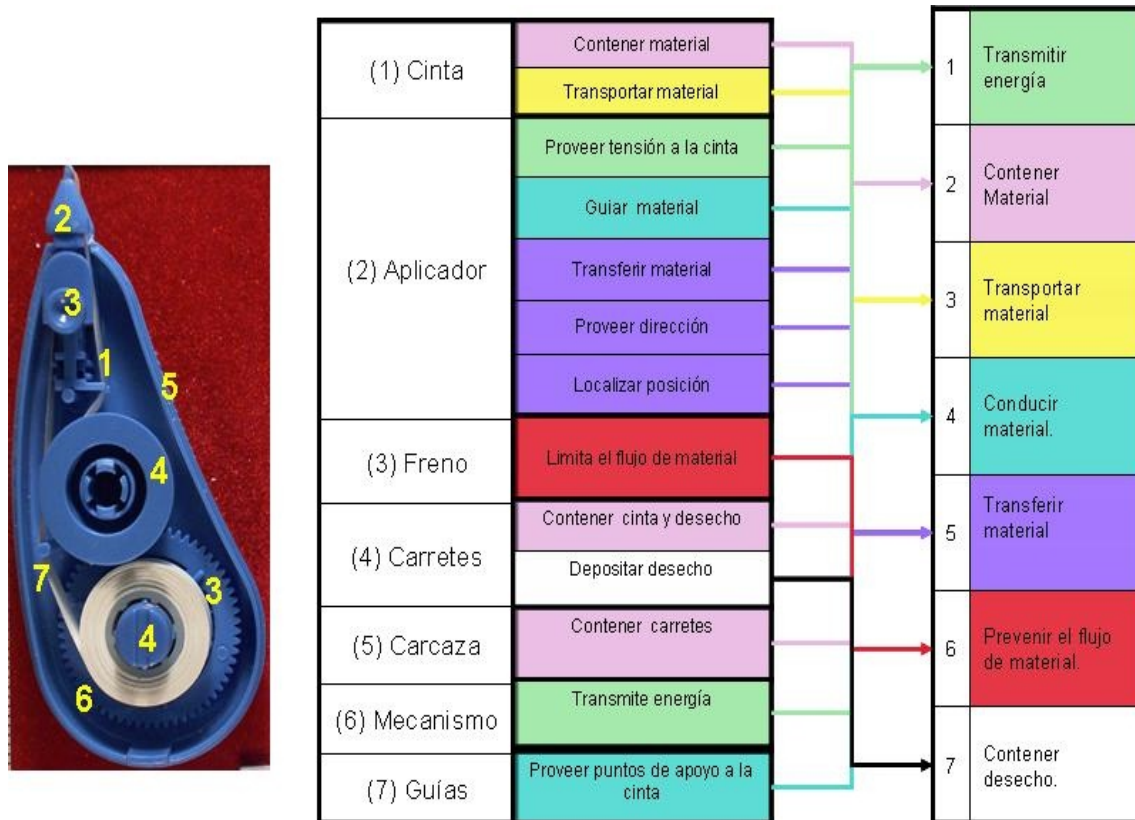 2
3
1
5
4
7
3
4
6
(1) Cinta
Contener material
Transportar material
(2) Aplicador
Proveer tensión a la cinta
Guiar material
Transferir material
Proveer dirección
Localizar posición
(3) Freno
Limita el flujo de material
(4) Carretes
Contener cinta y desecho
Depositar desecho
(5) Carcaza
Contener carretes
(6) Mecanismo
Transmite energía
(7) Guías
Proveer puntos de apoyo a la
cinta
1
Transmitir
energía
2
Contener
Material
3
Transportar
material
4
Conducir
material.
5
Transferir
material
6
Prevenir el flujo
de material.
7
Contener
desecho.